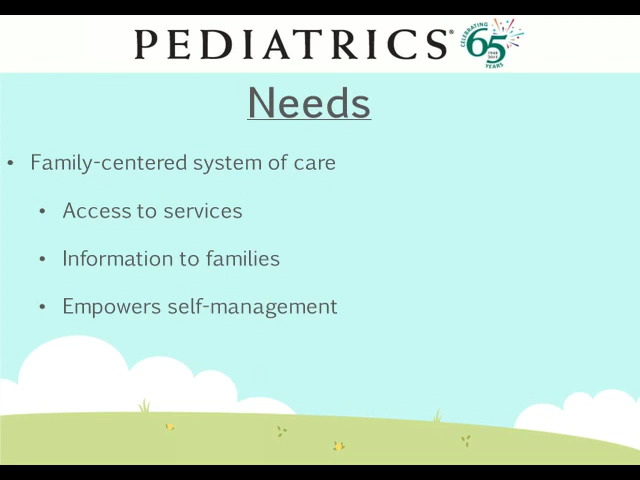 PEDIATRICS®
CELEBRATING
65
YEARS
Needs
• Family-centered system of care
• Access to services
• Information to families
• Empowers self-management